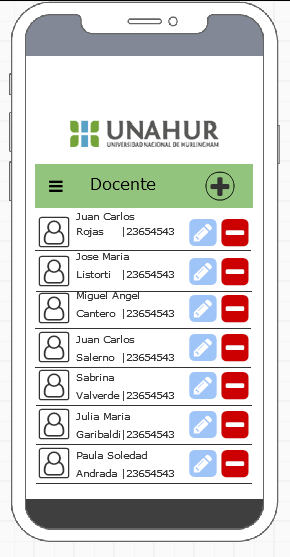 UNAHUR
UNIVERSIDAD NACIONAL DE HURLINGHAM
Docente
Juan Carlos
Rojas |23654543
Jose Maria
Listorti |23654543
Miguel Angel
Cantero |23654543
Juan Carlos
Salerno |23654543
Sabrina
Valverde|23654543
Julia Maria
Garibaldi|23654543
Paula Soledad
Andrada |23654543